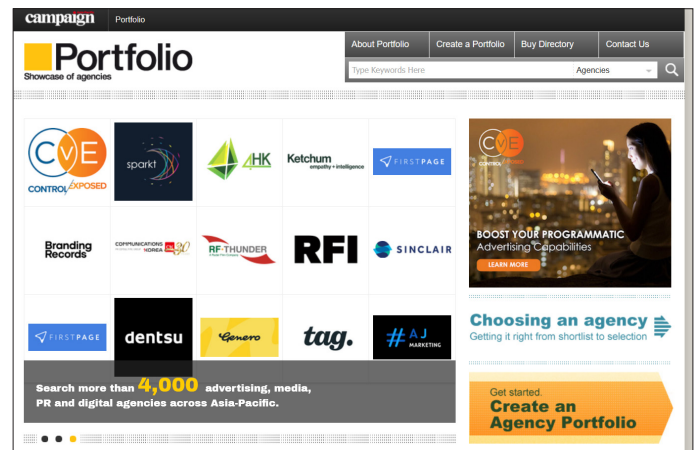 campaign Portfolio
About Portfolio Create a Portfolio Buy Directory Contact Us
Portfolio
Showcase of agencies
Type Keywords Here Agencies
CVE
CONTROL/EXPOSED
sparkt
4HK
Ketchum
empathy + intelligence
FIRSTPAGE
CVE
CONTROL/EXPOSED
BOOST YOUR PROGRAMMATIC
Advertising Capabilities
LEARN MORE
Branding
Records
COMMUNICATIONS
KOREA
RF-THUNDER
RFI
SINCLAIR
FIRSTPAGE
dentsu
Genero
tag.
# AJ
MARKETING
Choosing an agency
Getting it right from shortlist to selection
Search more than 4,000 advertising, media,
PR and digital agencies across Asia-Pacific.
Get started.
Create an
Agency Portfolio